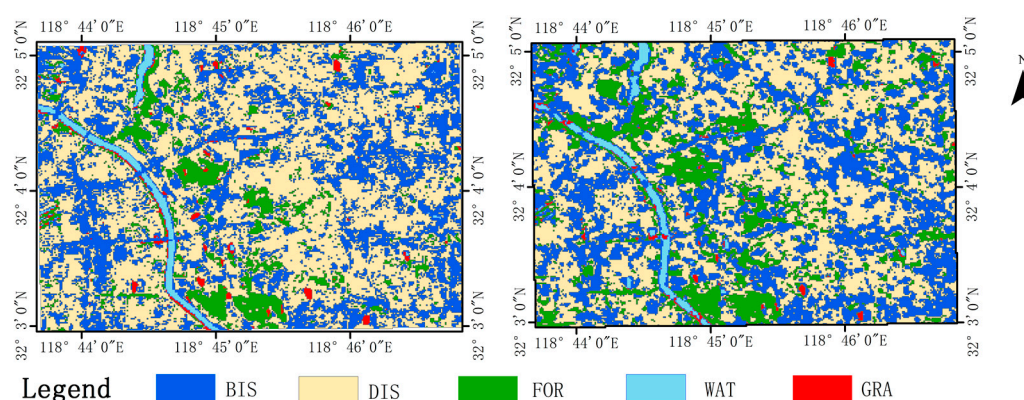 118° 44′0″E 118° 45′0″E 118° 46′0″E
118° 44′0″E 118° 45′0″E 118° 46′0″E
N
32° 5′0″N
32° 4′0″N
32° 3′0″N
32° 5′0″N
32° 4′0″N
32° 3′0″N
32° 5′0″N
32° 4′0″N
32° 3′0″N
32° 5′0″N
32° 4′0″N
32° 3′0″N
118° 44′0″E 118° 45′0″E 118° 46′0″E
118° 44′0″E 118° 45′0″E 118° 46′0″E
Legend BIS DIS FOR WAT GRA